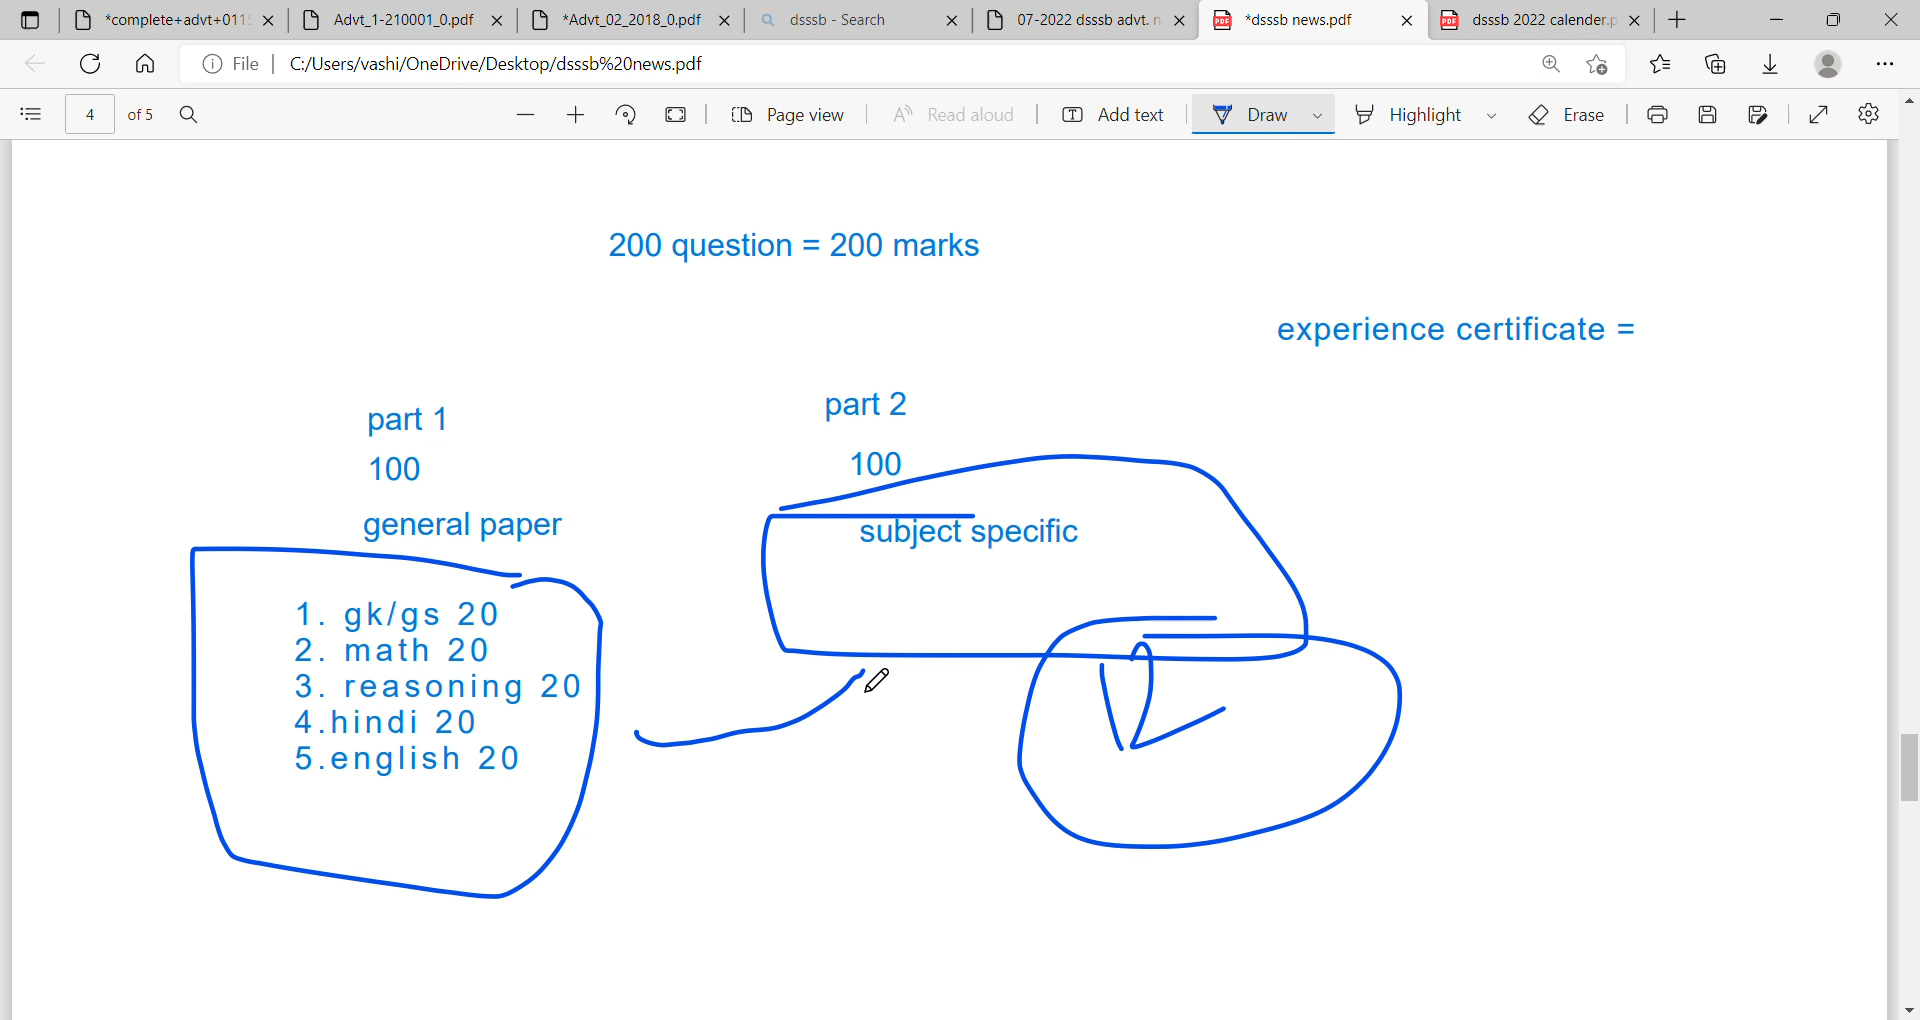 *complete+advt+011
Advt_1-210001_0.pdf
*Advt_02_2018_0.pdf
dsssb - Search
07-2022 dsssb advt. n
*dsssb news.pdf
dsssb 2022 calender.p
File
C:/Users/vashi/OneDrive/Desktop/dsssb%20news.pdf
4 of 5
Page view
Read aloud
Add text
Draw
Highlight
Erase
200 question = 200 marks
experience certificate =
part 1
100
general paper
1. gk/gs 20
2. math 20
3. reasoning 20
4.hindi 20
5.english 20
part 2
100
subject specific